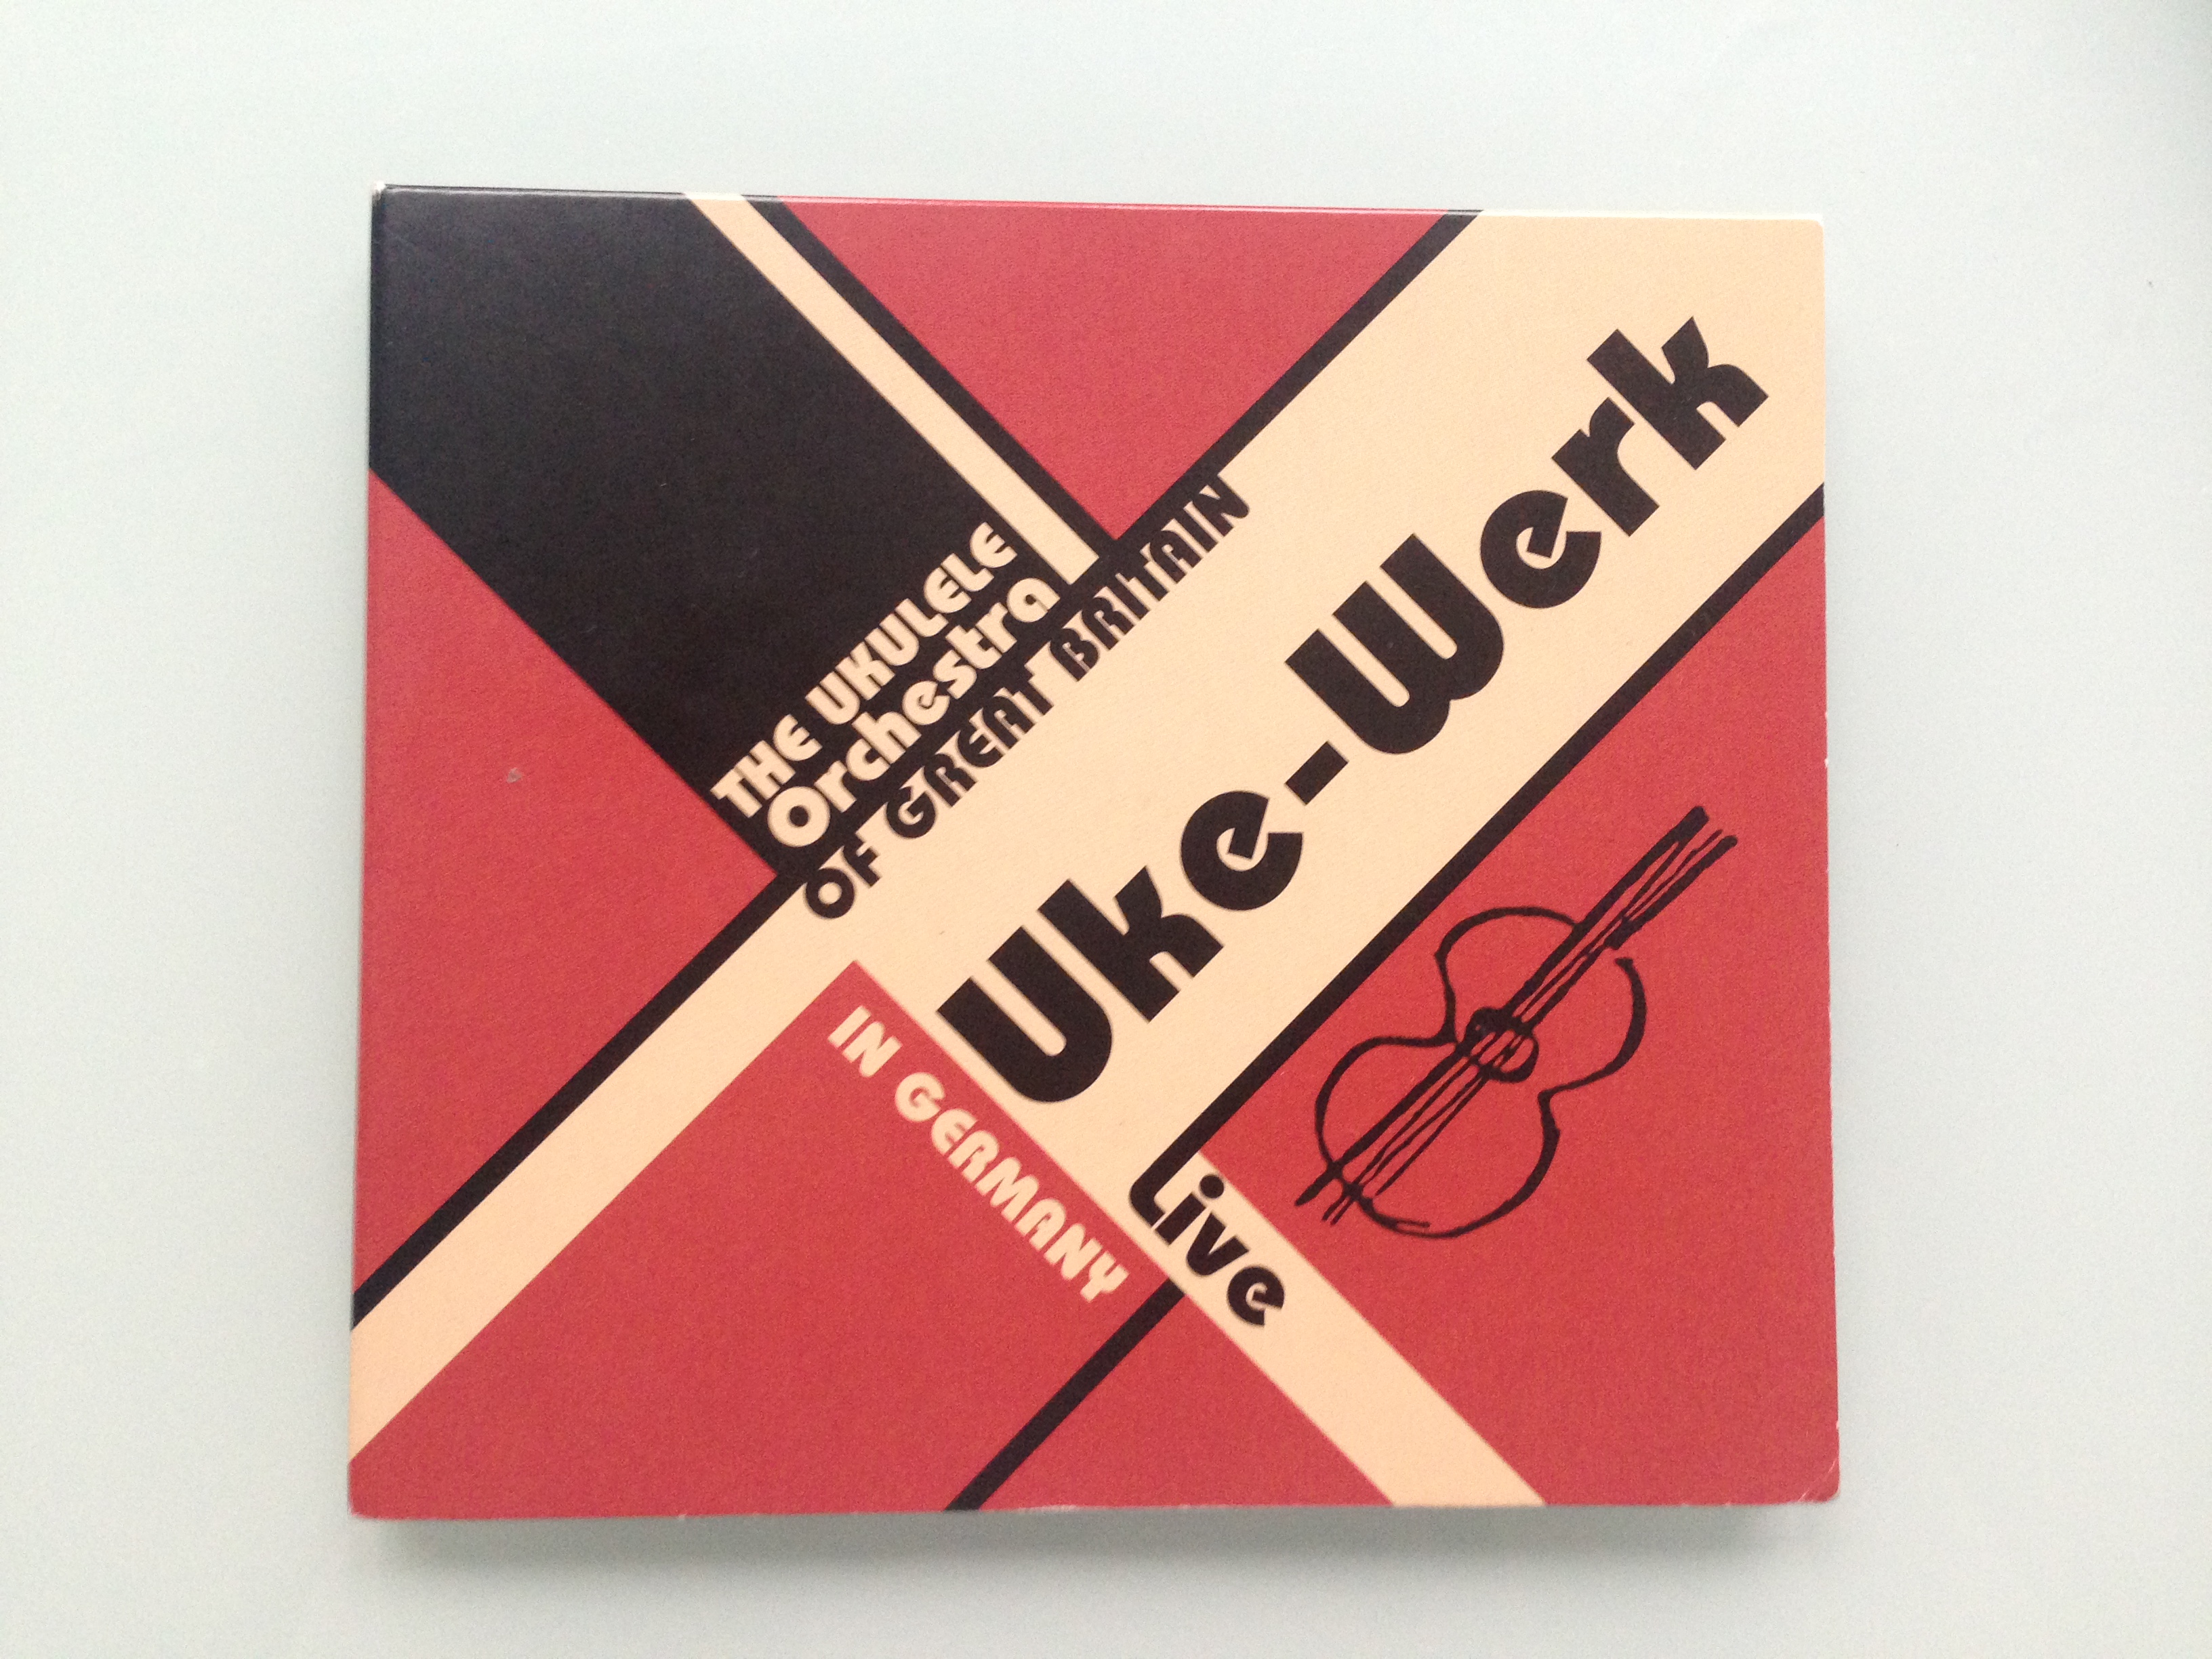 THE UKULELE
Orchestra
OF GREAT BRITAIN
Uke-Werk
Live
IN GERMANY